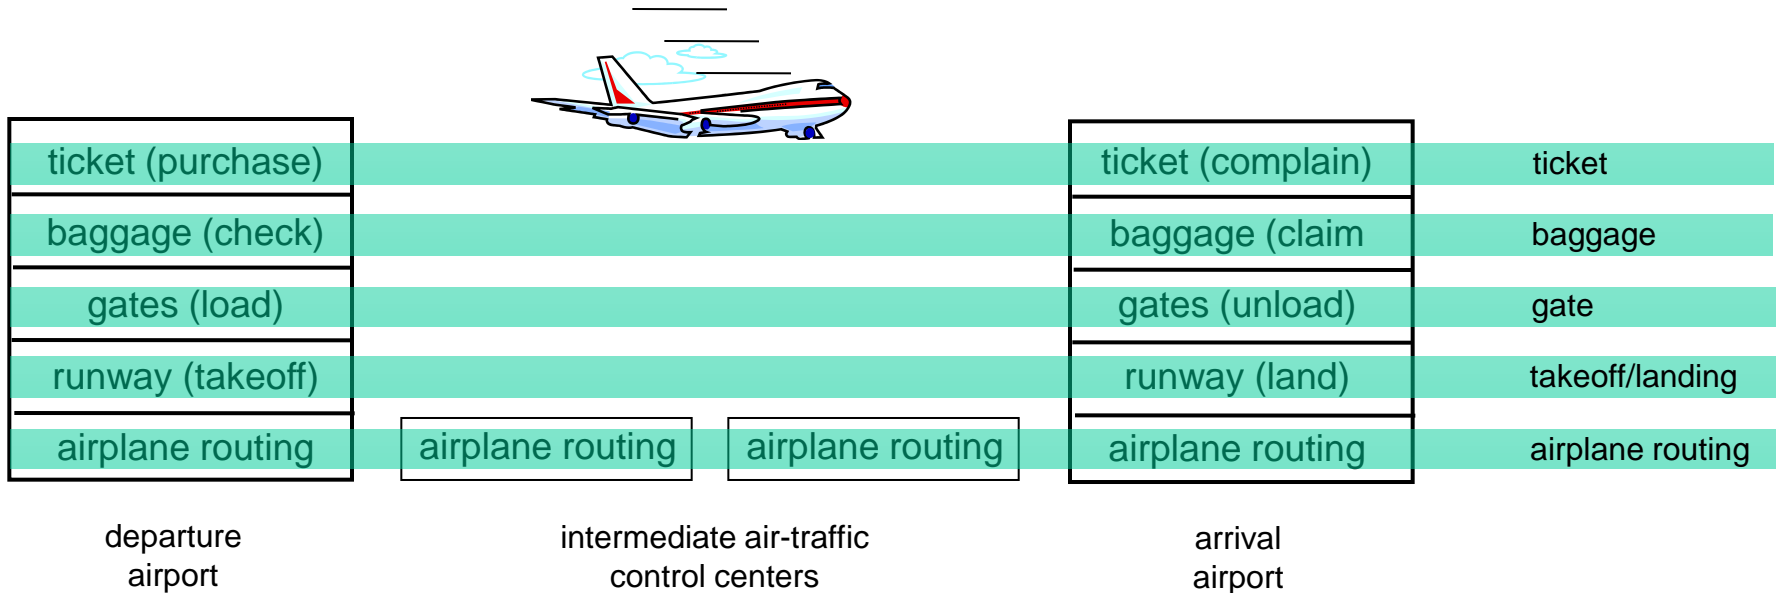 ticket (purchase) ticket (complain) ticket
baggage (check) baggage (claim baggage
gates (load) gates (unload) gate
runway (takeoff) runway (land) takeoff/landing
airplane routing airplane routing airplane routing airplane routing airplane routing
departure intermediate air-traffic arrival
airport control centers airport